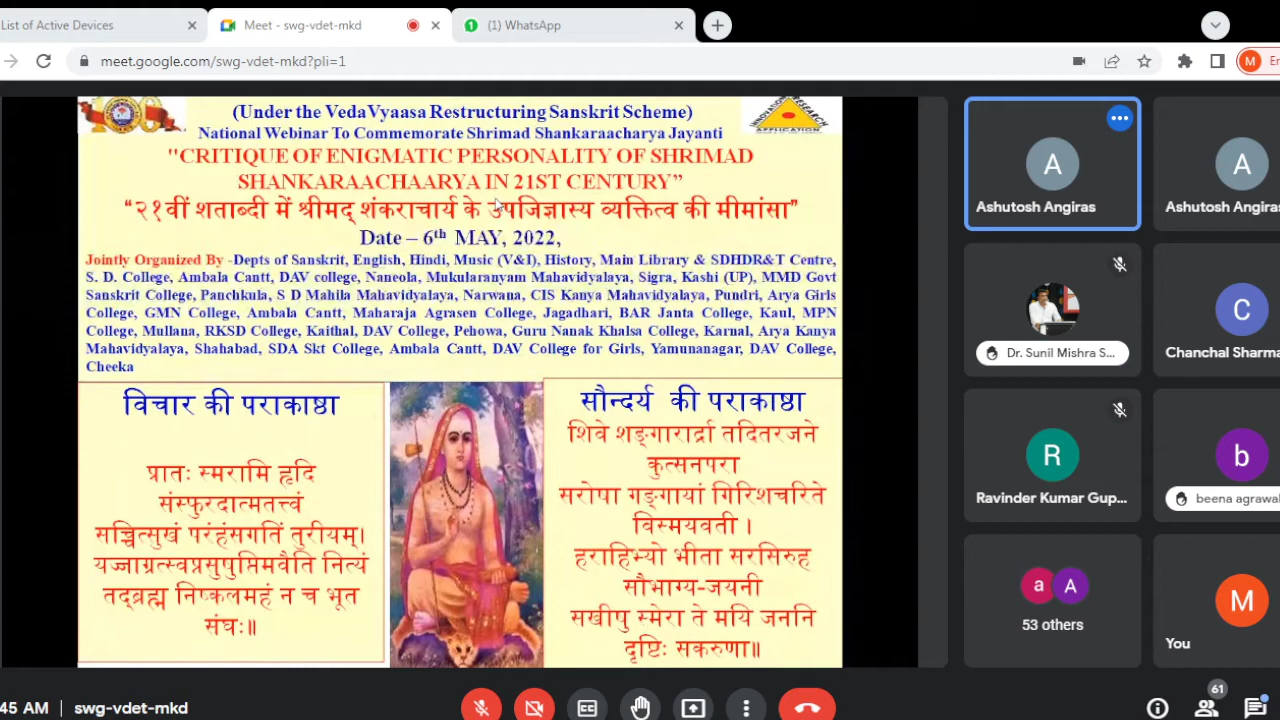 List of Active Devices
Meet - swg-vdet-mkd
(1) WhatsApp
meet.google.com/swg-vdet-mkd?pli=1
M
(Under the VedaVyaasa Restructuring Sanskrit Scheme)
National Webinar To Commemorate Shrimad Shankaraacharya Jayanti
"CRITIQUE OF ENIGMATIC PERSONALITY OF SHRIMAD
SHANKARAACHAARYA IN 21ST CENTURY”
“२१वीं शताब्दी में श्रीमद् शंकराचार्य के उपजिज्ञास्य व्यक्तित्व की मीमांसा”
Date – 6th MAY, 2022,
Jointly Organized By -Depts of Sanskrit, English, Hindi, Music (V&I), History, Main Library & SDHDR&T Centre,
S. D. College, Ambala Cantt, DAV college, Naneola, Mukularanyam Mahavidyalaya, Sigra, Kashi (UP), MMD Govt
Sanskrit College, Panchkula, S D Mahila Mahavidyalaya, Narwana, CIS Kanya Mahavidyalaya, Pundri, Arya Girls
College, GMN College, Ambala Cantt, Maharaja Agrasen College, Jagadhari, BAR Janta College, Kaul, MPN
College, Mullana, RKSD College, Kaithal, DAV College, Pehowa, Guru Nanak Khalsa College, Karnal, Arya Kanya
Mahavidyalaya, Shahabad, SDA Skt College, Ambala Cantt, DAV College for Girls, Yamunanagar, DAV College,
Cheeka
विचार की पराकाष्ठा
प्रातः स्मरामि हृदि
संस्फुरदात्मतत्त्वं
सच्चित्सुखं परंहंसगतिं तुरीयम्।
यज्जाग्रत्स्वप्नसुषुप्तिमवैति नित्यं
तद्ब्रह्म निष्कलमहं न च भूत
संघः॥
सौन्दर्य की पराकाष्ठा
शिवे शङ्गारार्द्रा तदितरजने
कुत्सनपरा
सरोषा गङ्गायां गिरिशचरिते
विस्मयवती ।
हराहिभ्यो भीता सरसिरुह
सौभाग्य-जयनी
सखीषु स्मेरा ते मयि जननि
दृष्टिः सकरुणा॥
A
Ashutosh Angiras
A
Ashutosh Angiras
Dr. Sunil Mishra S...
C
Chanchal Sharma
R
Ravinder Kumar Gup...
b
beena agrawal
a A
53 others
M
You
:45 AM
swg-vdet-mkd
61